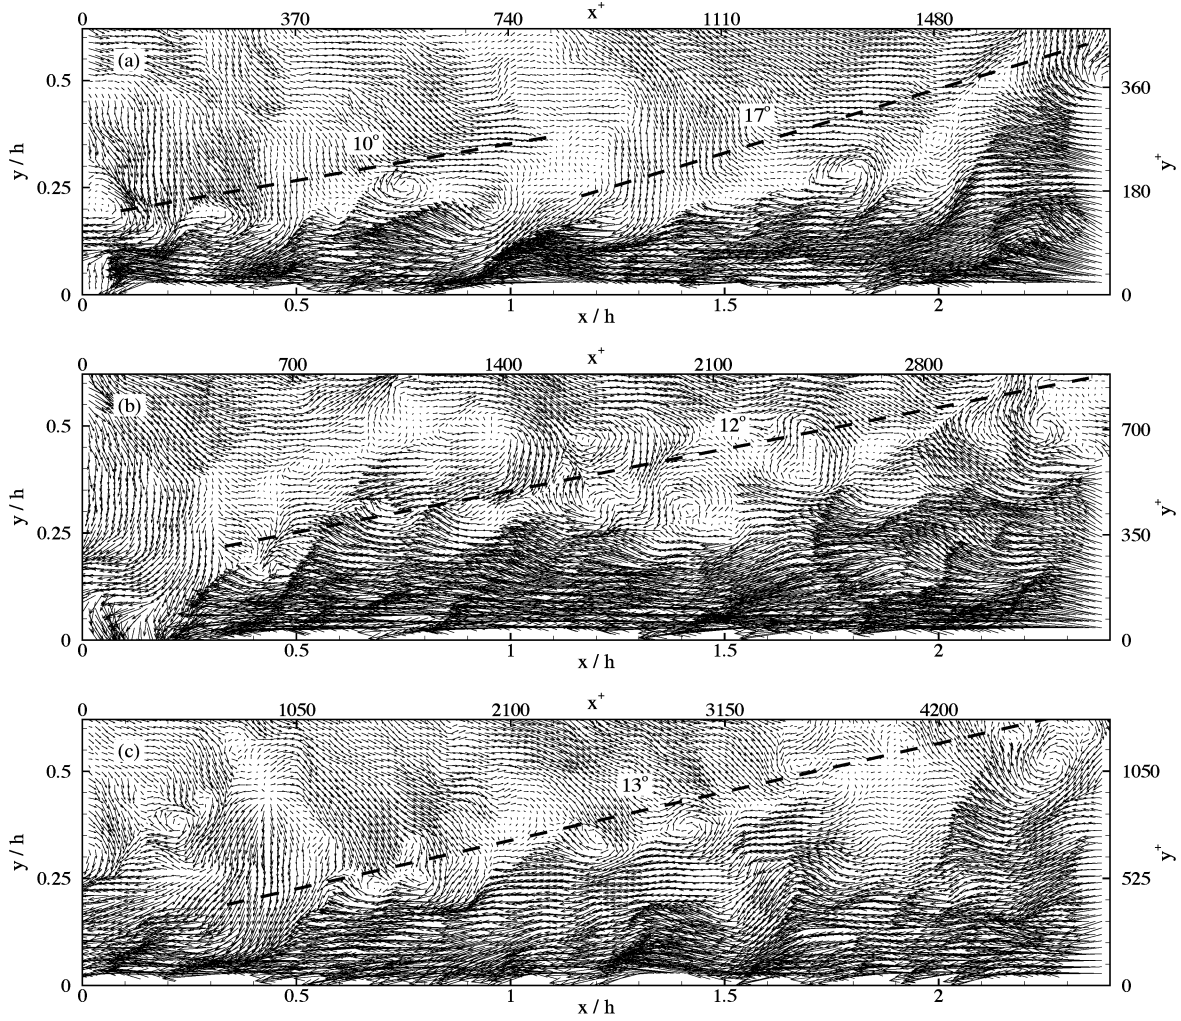 0 370 740 x+ 1110 1480
(a)
0.5 360
17°
10°
y / h y+
0.25 180
0 0
0 0.5 1 1.5 2
x / h
0 700 1400 x+ 2100 2800
(b)
0.5 12° 700
y / h y+
0.25 350
0 0
0 0.5 1 1.5 2
x / h
0 1050 2100 x+ 3150 4200
(c)
0.5 13° 1050
y / h y+
0.25 525
0 0
0 0.5 1 1.5 2
x / h